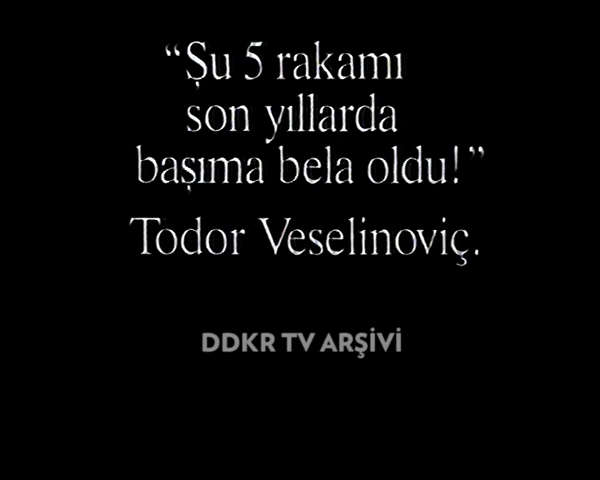 “Şu 5 rakamı
son yıllarda
başıma bela oldu!”
Todor Veselinoviç.
DDKR TV ARŞİVİ